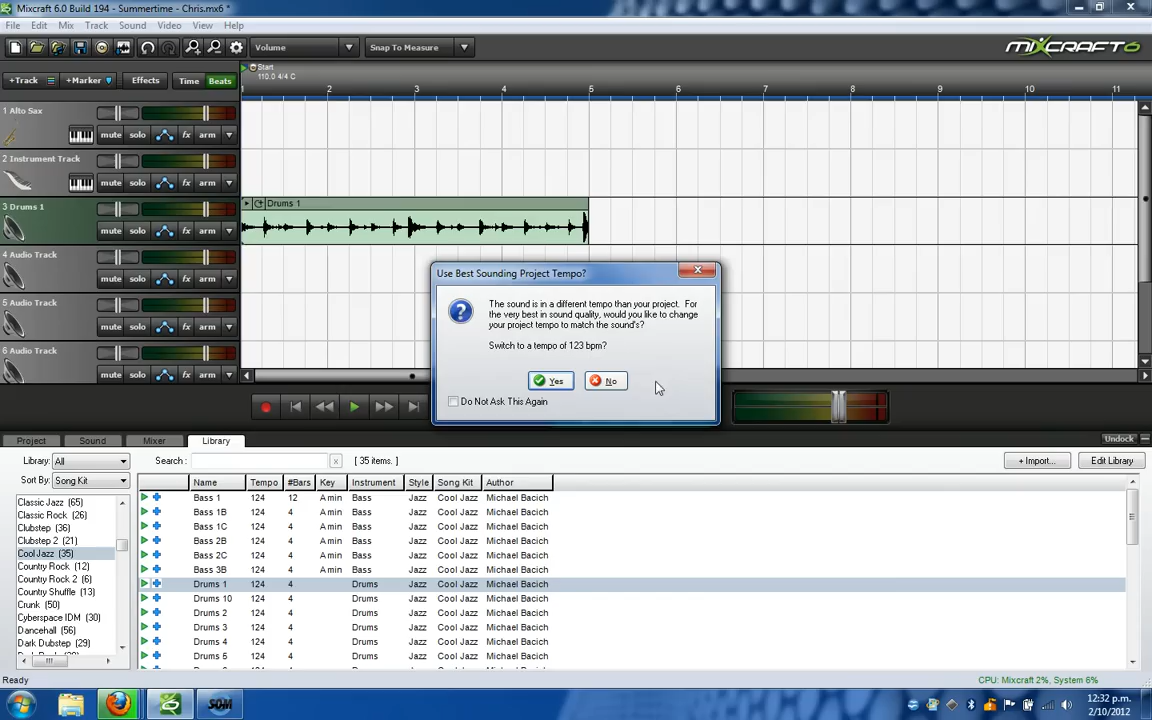 Mixcraft 6.0 Build 194 - Summertime - Chris.mx6 *
File Edit Mix Track Sound Video View Help
Volume Snap To Measure MIXCRAFT 6
+Track +Marker Effects Time Beats
Start
110.0 4/4 C
1 2 3 4 5 6 7 8 9 10 11
1 Alto Sax
mute solo fx arm
2 Instrument Track
mute solo fx arm
3 Drums 1
mute solo fx arm
Drums 1
4 Audio Track
mute solo fx arm
5 Audio Track
mute solo fx arm
6 Audio Track
mute solo fx arm
Use Best Sounding Project Tempo?
The sound is in a different tempo than your project. For
the very best in sound quality, would you like to change
your project tempo to match the sound's?
Switch to a tempo of 123 bpm?
Yes No
Do Not Ask This Again
Project Sound Mixer Library Undock
Library: All Search : x [ 35 items. ] + Import... Edit Library
Sort By: Song Kit
Classic Jazz (65)
Classic Rock (26)
Clubstep (36)
Clubstep 2 (21)
Cool Jazz (35)
Country Rock (12)
Country Rock 2 (6)
Country Shuffle (13)
Crunk (50)
Cyberspace IDM (30)
Dancehall (56)
Dark Dubstep (29)
Name Tempo #Bars Key Instrument Style Song Kit Author
Bass 1 124 12 A min Bass Jazz Cool Jazz Michael Bacich
Bass 1B 124 4 A min Bass Jazz Cool Jazz Michael Bacich
Bass 1C 124 4 A min Bass Jazz Cool Jazz Michael Bacich
Bass 2B 124 4 A min Bass Jazz Cool Jazz Michael Bacich
Bass 2C 124 4 A min Bass Jazz Cool Jazz Michael Bacich
Bass 3B 124 4 A min Bass Jazz Cool Jazz Michael Bacich
Drums 1 124 4 Drums Jazz Cool Jazz Michael Bacich
Drums 10 124 4 Drums Jazz Cool Jazz Michael Bacich
Drums 2 124 4 Drums Jazz Cool Jazz Michael Bacich
Drums 3 124 4 Drums Jazz Cool Jazz Michael Bacich
Drums 4 124 4 Drums Jazz Cool Jazz Michael Bacich
Drums 5 124 4 Drums Jazz Cool Jazz Michael Bacich
Ready CPU: Mixcraft 2%, System 6%
SOM
12:32 p.m.
2/10/2012